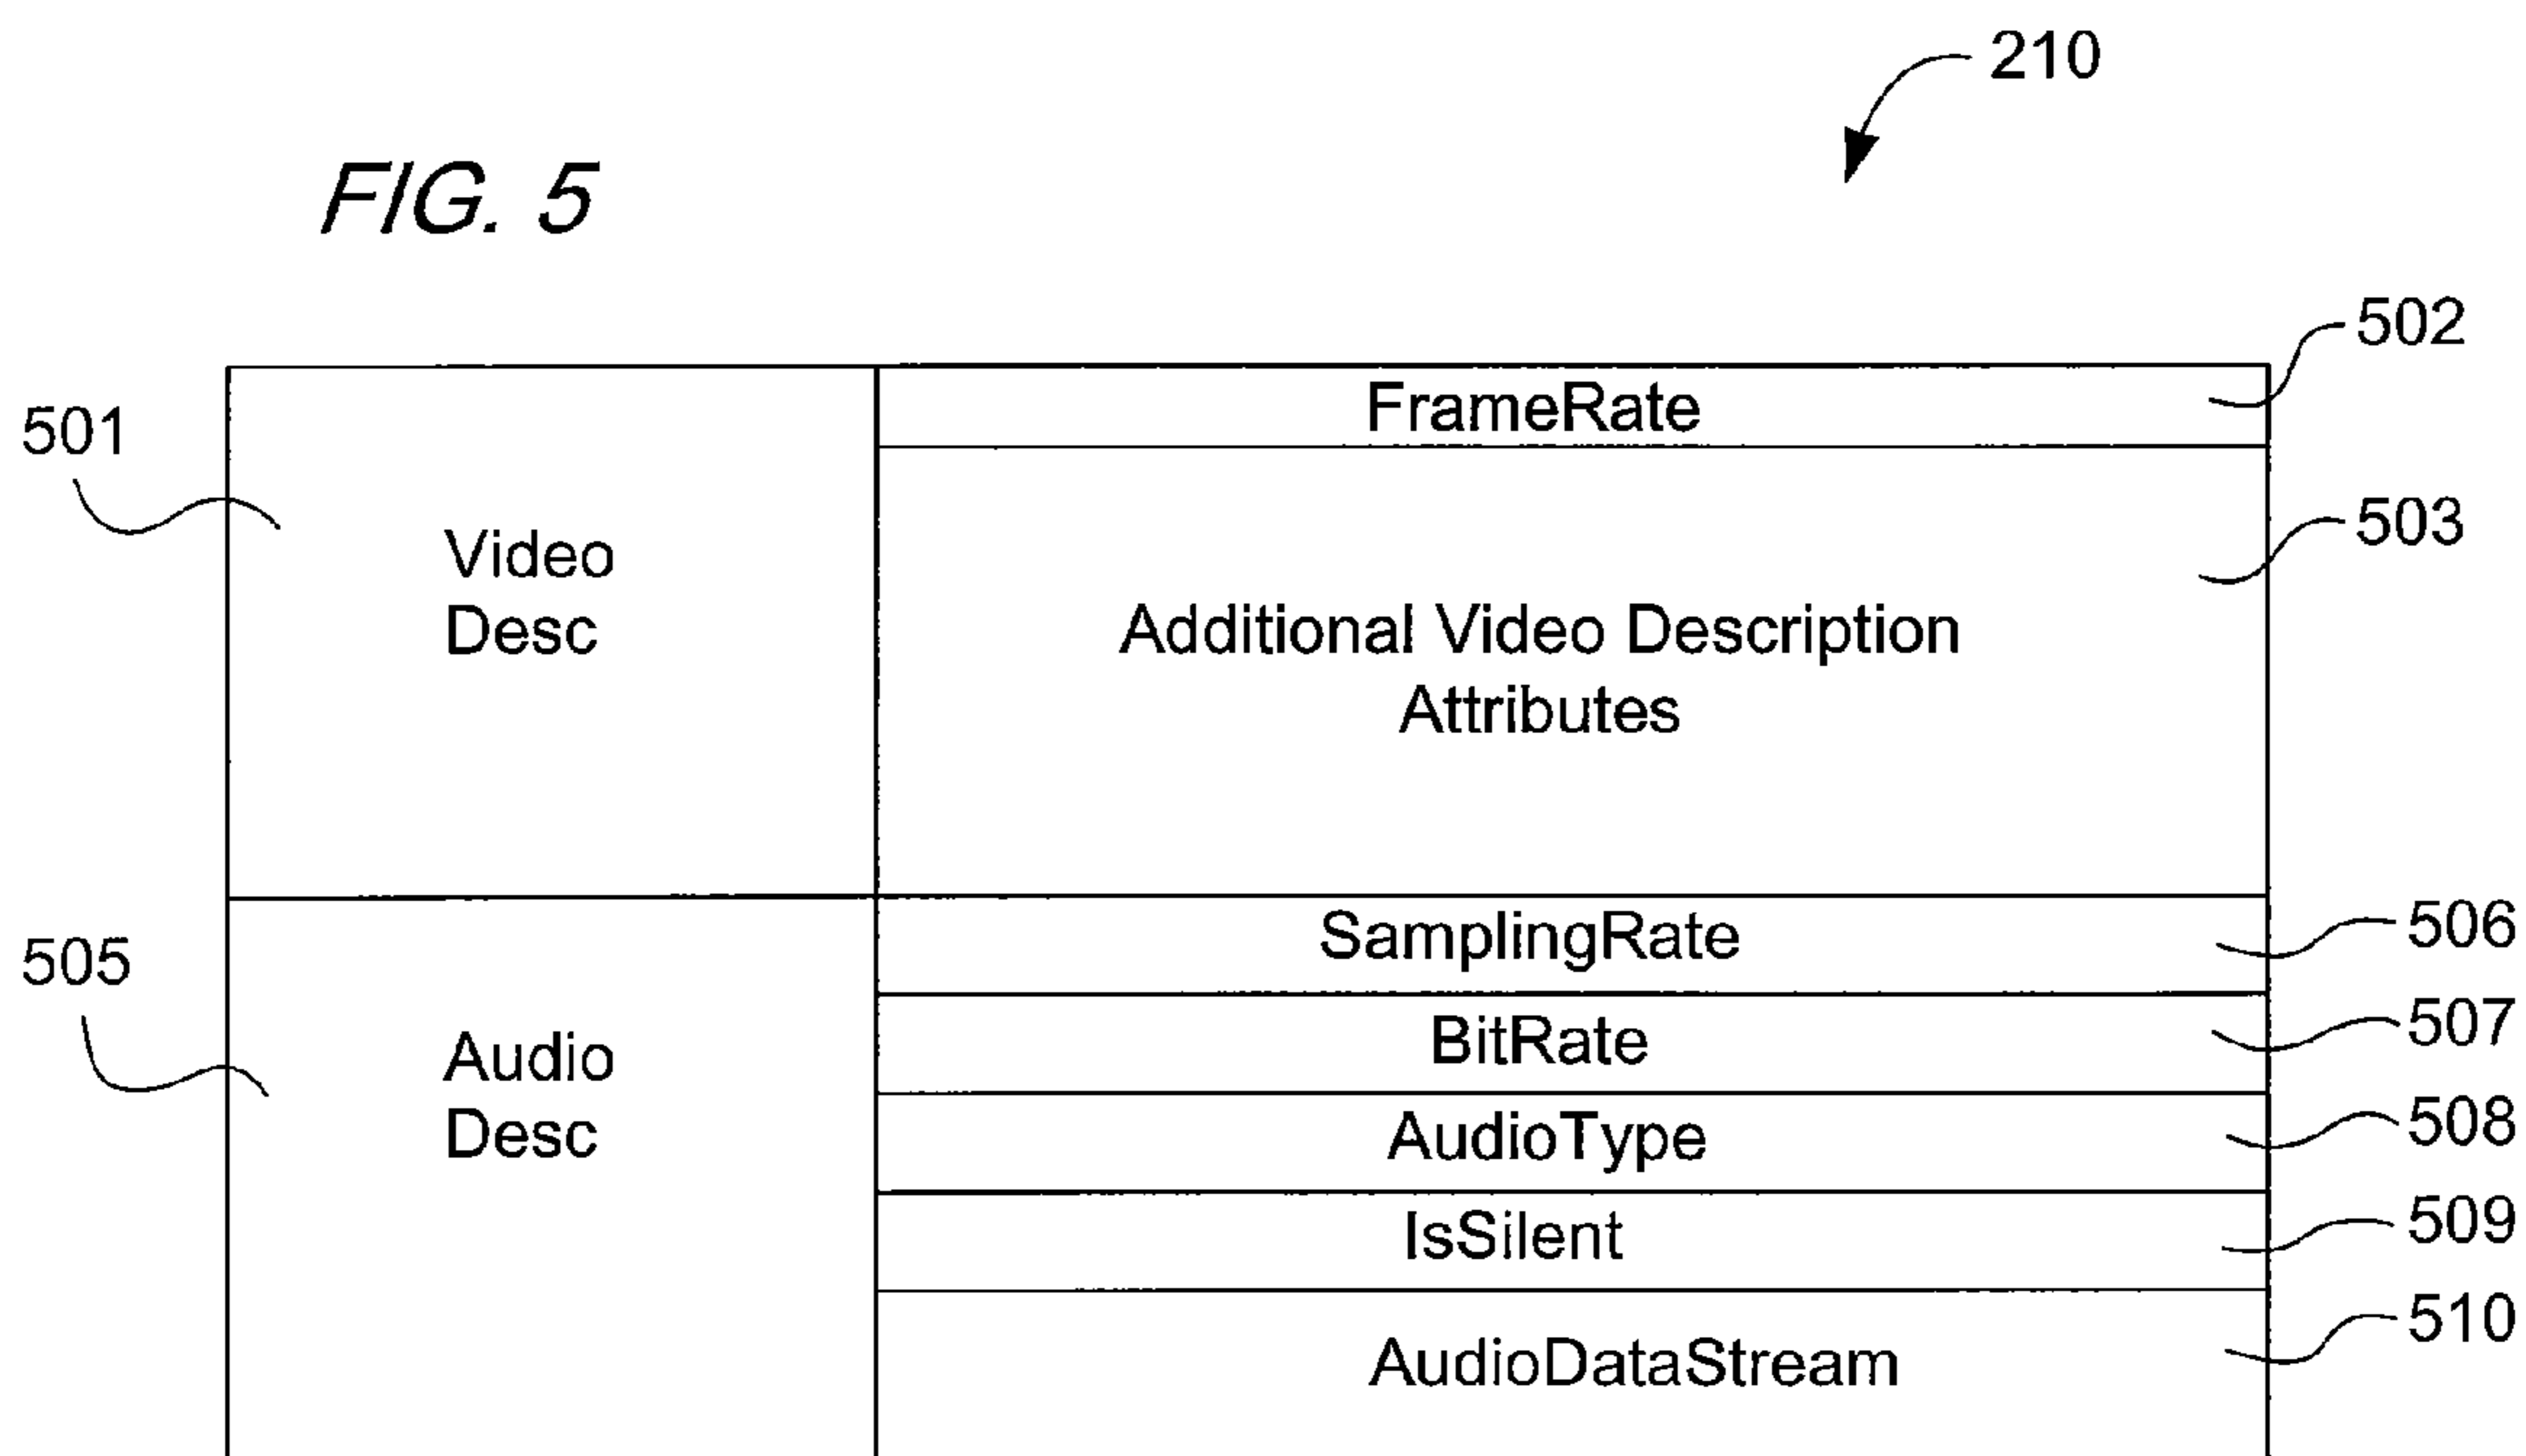 210
FIG. 5
502
FrameRate
501
503
Video
Desc
Additional Video Description
Attributes
506
SamplingRate
505
507
BitRate
Audio
Desc
508
AudioType
509
IsSilent
510
AudioDataStream